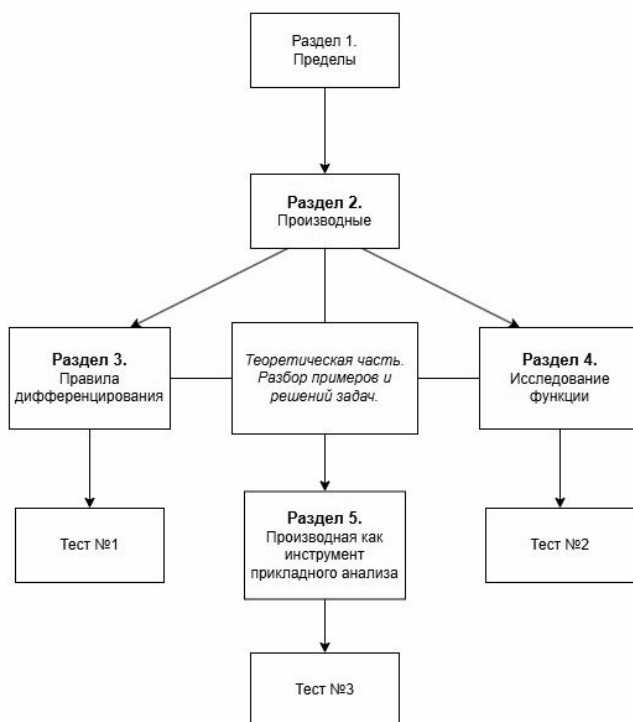 Раздел 1.
Пределы
Раздел 2.
Производные
Раздел 3.
Правила
дифференцирования
Теоретическая часть.
Разбор примеров и
решений задач.
Раздел 4.
Исследование
функции
Тест №1
Раздел 5.
Производная как
инструмент
прикладного анализа
Тест №2
Тест №3